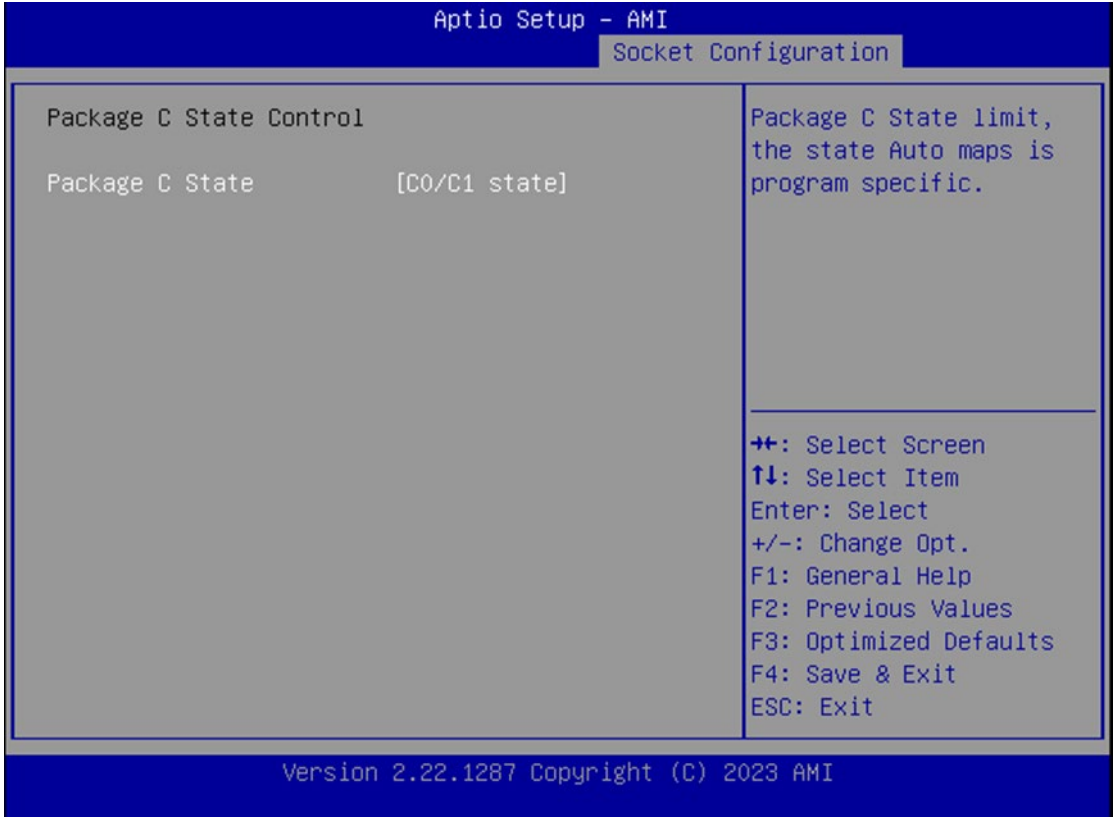 Aptio Setup – AMI
Socket Configuration
Package C State Control
Package C State [C0/C1 state]
Package C State limit,
the state Auto maps is
program specific.
→←: Select Screen
↑↓: Select Item
Enter: Select
+/-: Change Opt.
F1: General Help
F2: Previous Values
F3: Optimized Defaults
F4: Save & Exit
ESC: Exit
Version 2.22.1287 Copyright (C) 2023 AMI